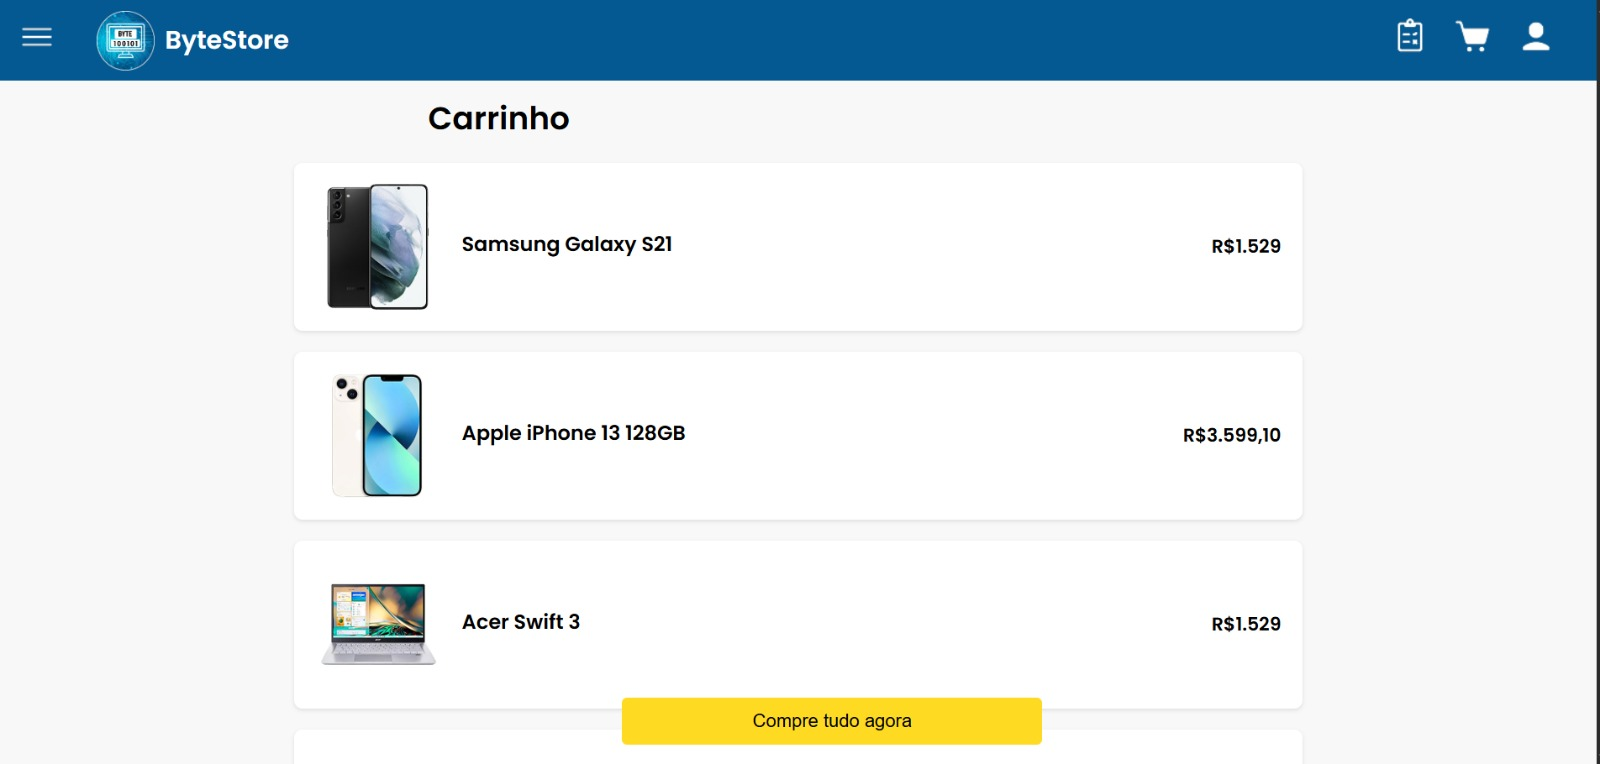 BYTE
100101
ByteStore
Carrinho
Samsung Galaxy S21
R$1.529
Apple iPhone 13 128GB
R$3.599,10
Acer Swift 3
R$1.529
Compre tudo agora